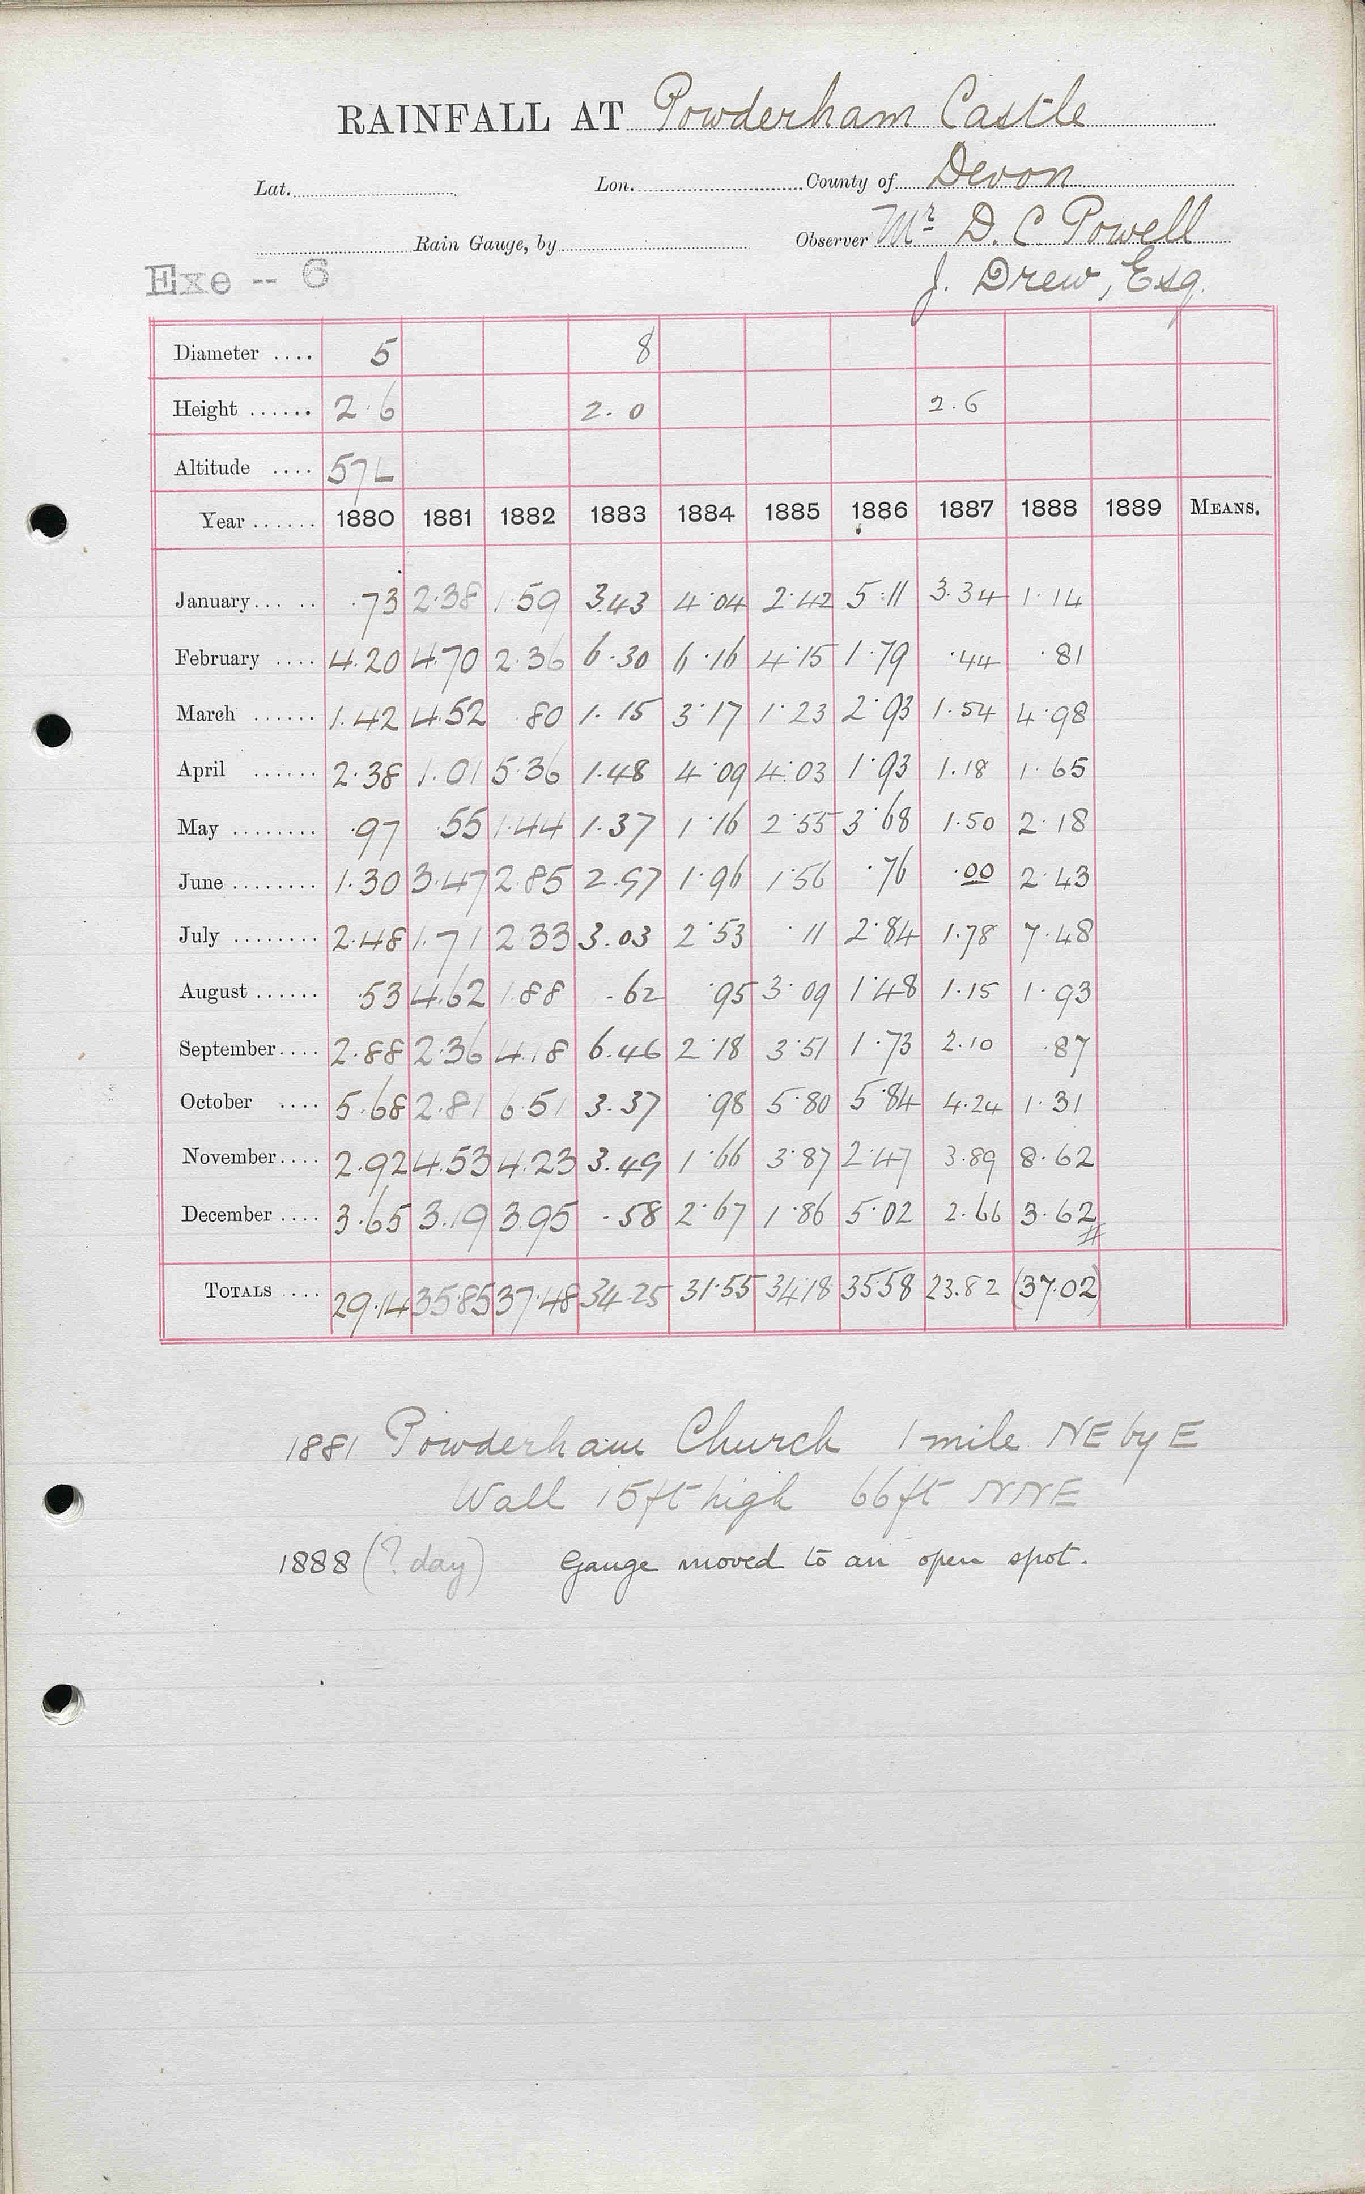 RAINFALL AT Powderham Castle
Lat. Lon. County of Devon
Rain Gauge, by Observer Mr D. C Powell
Exe -- 6 J. Drew, Esq.
Diameter .... 5 8
Height ...... 2.6 2.0 2.6
Altitude .... 57 L
Year ...... 1880 1881 1882 1883 1884 1885 1886 1887 1888 1889 MEANS.
January... .. .73 2.38 1.59 3.43 4.04 2.42 5.11 3.34 1.14
February .... 4.20 4.70 2.36 6.30 6.16 4.15 1.79 .44 .81
March ...... 1.42 4.52 .80 1.15 3.17 1.23 2.93 1.54 4.98
April ...... 2.38 1.01 5.36 1.48 4.09 4.03 1.93 1.18 1.65
May ........ .97 .55 1.44 1.37 1.16 2.55 3.68 1.50 2.18
June ........ 1.30 3.47 2.85 2.97 1.96 1.56 .76 .00 2.43
July ........ 2.48 1.71 2.33 3.03 2.53 .11 2.84 1.78 7.48
August ...... .53 4.62 1.88 .62 .95 3.09 1.48 1.15 1.93
September.... 2.88 2.36 4.18 6.46 2.18 3.51 1.73 2.10 .87
October .... 5.68 2.81 6.51 3.37 .98 5.80 5.84 4.24 1.31
November.... 2.92 4.53 4.23 3.49 1.66 3.87 2.47 3.89 8.62
December .... 3.65 3.19 3.95 .58 2.67 1.86 5.02 2.66 3.62
TOTALS .... 29.14 35.85 37.48 34.25 31.55 34.18 35.58 23.82 (37.02)
1881 Powderham Church 1 mile NE by E
Wall 15ft high 66ft NNE
1888 (? day) Gauge moved to an open spot.